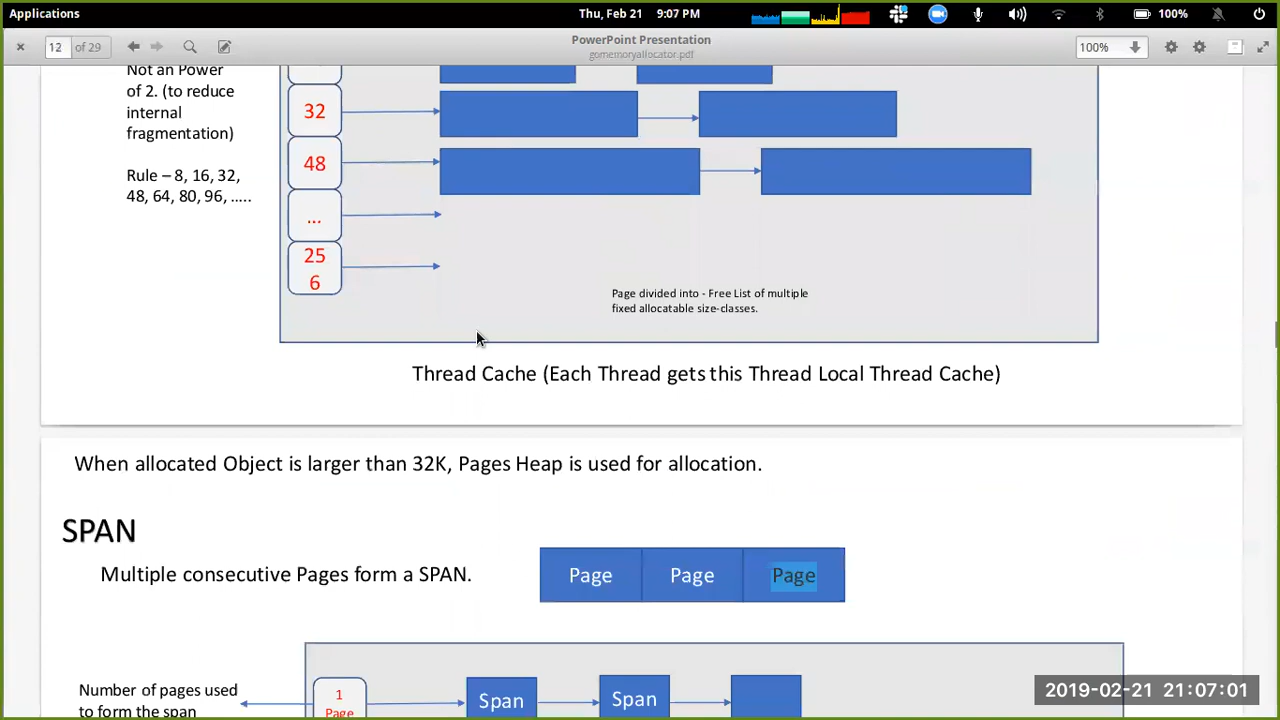 Applications
Thu, Feb 21 9:07 PM
100%
12 of 29
PowerPoint Presentation
gomemoryallocator.pdf
100%
Not an Power
of 2. (to reduce
internal
fragmentation)
Rule – 8, 16, 32,
48, 64, 80, 96, .....
32
48
...
25
6
Page divided into - Free List of multiple
fixed allocatable size-classes.
Thread Cache (Each Thread gets this Thread Local Thread Cache)
When allocated Object is larger than 32K, Pages Heap is used for allocation.
SPAN
Multiple consecutive Pages form a SPAN.
Page Page Page
Number of pages used
to form the span
1
Page
Span Span
2019-02-21 21:07:01